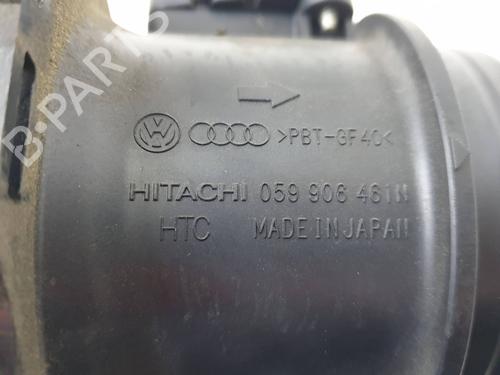 B-PARTS
>PBT-GF40<
HITACHI 059 906 461N
HTC MADE IN JAPAN